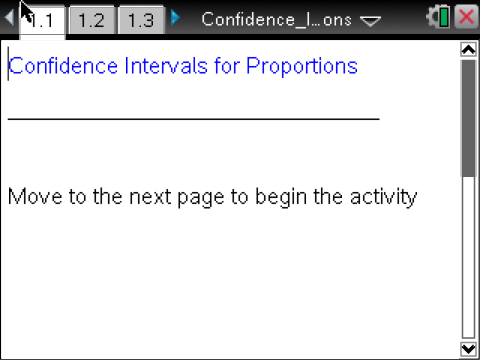 1.1 1.2 1.3 Confidence_I...ons
Confidence Intervals for Proportions
Move to the next page to begin the activity